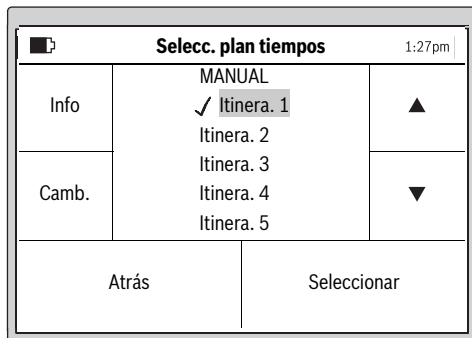 Selecc. plan tiempos
1:27pm
Info
MANUAL
✓ Itinera. 1
Itinera. 2
Itinera. 3
Itinera. 4
Itinera. 5
▲
Camb.
▼
Atrás
Seleccionar